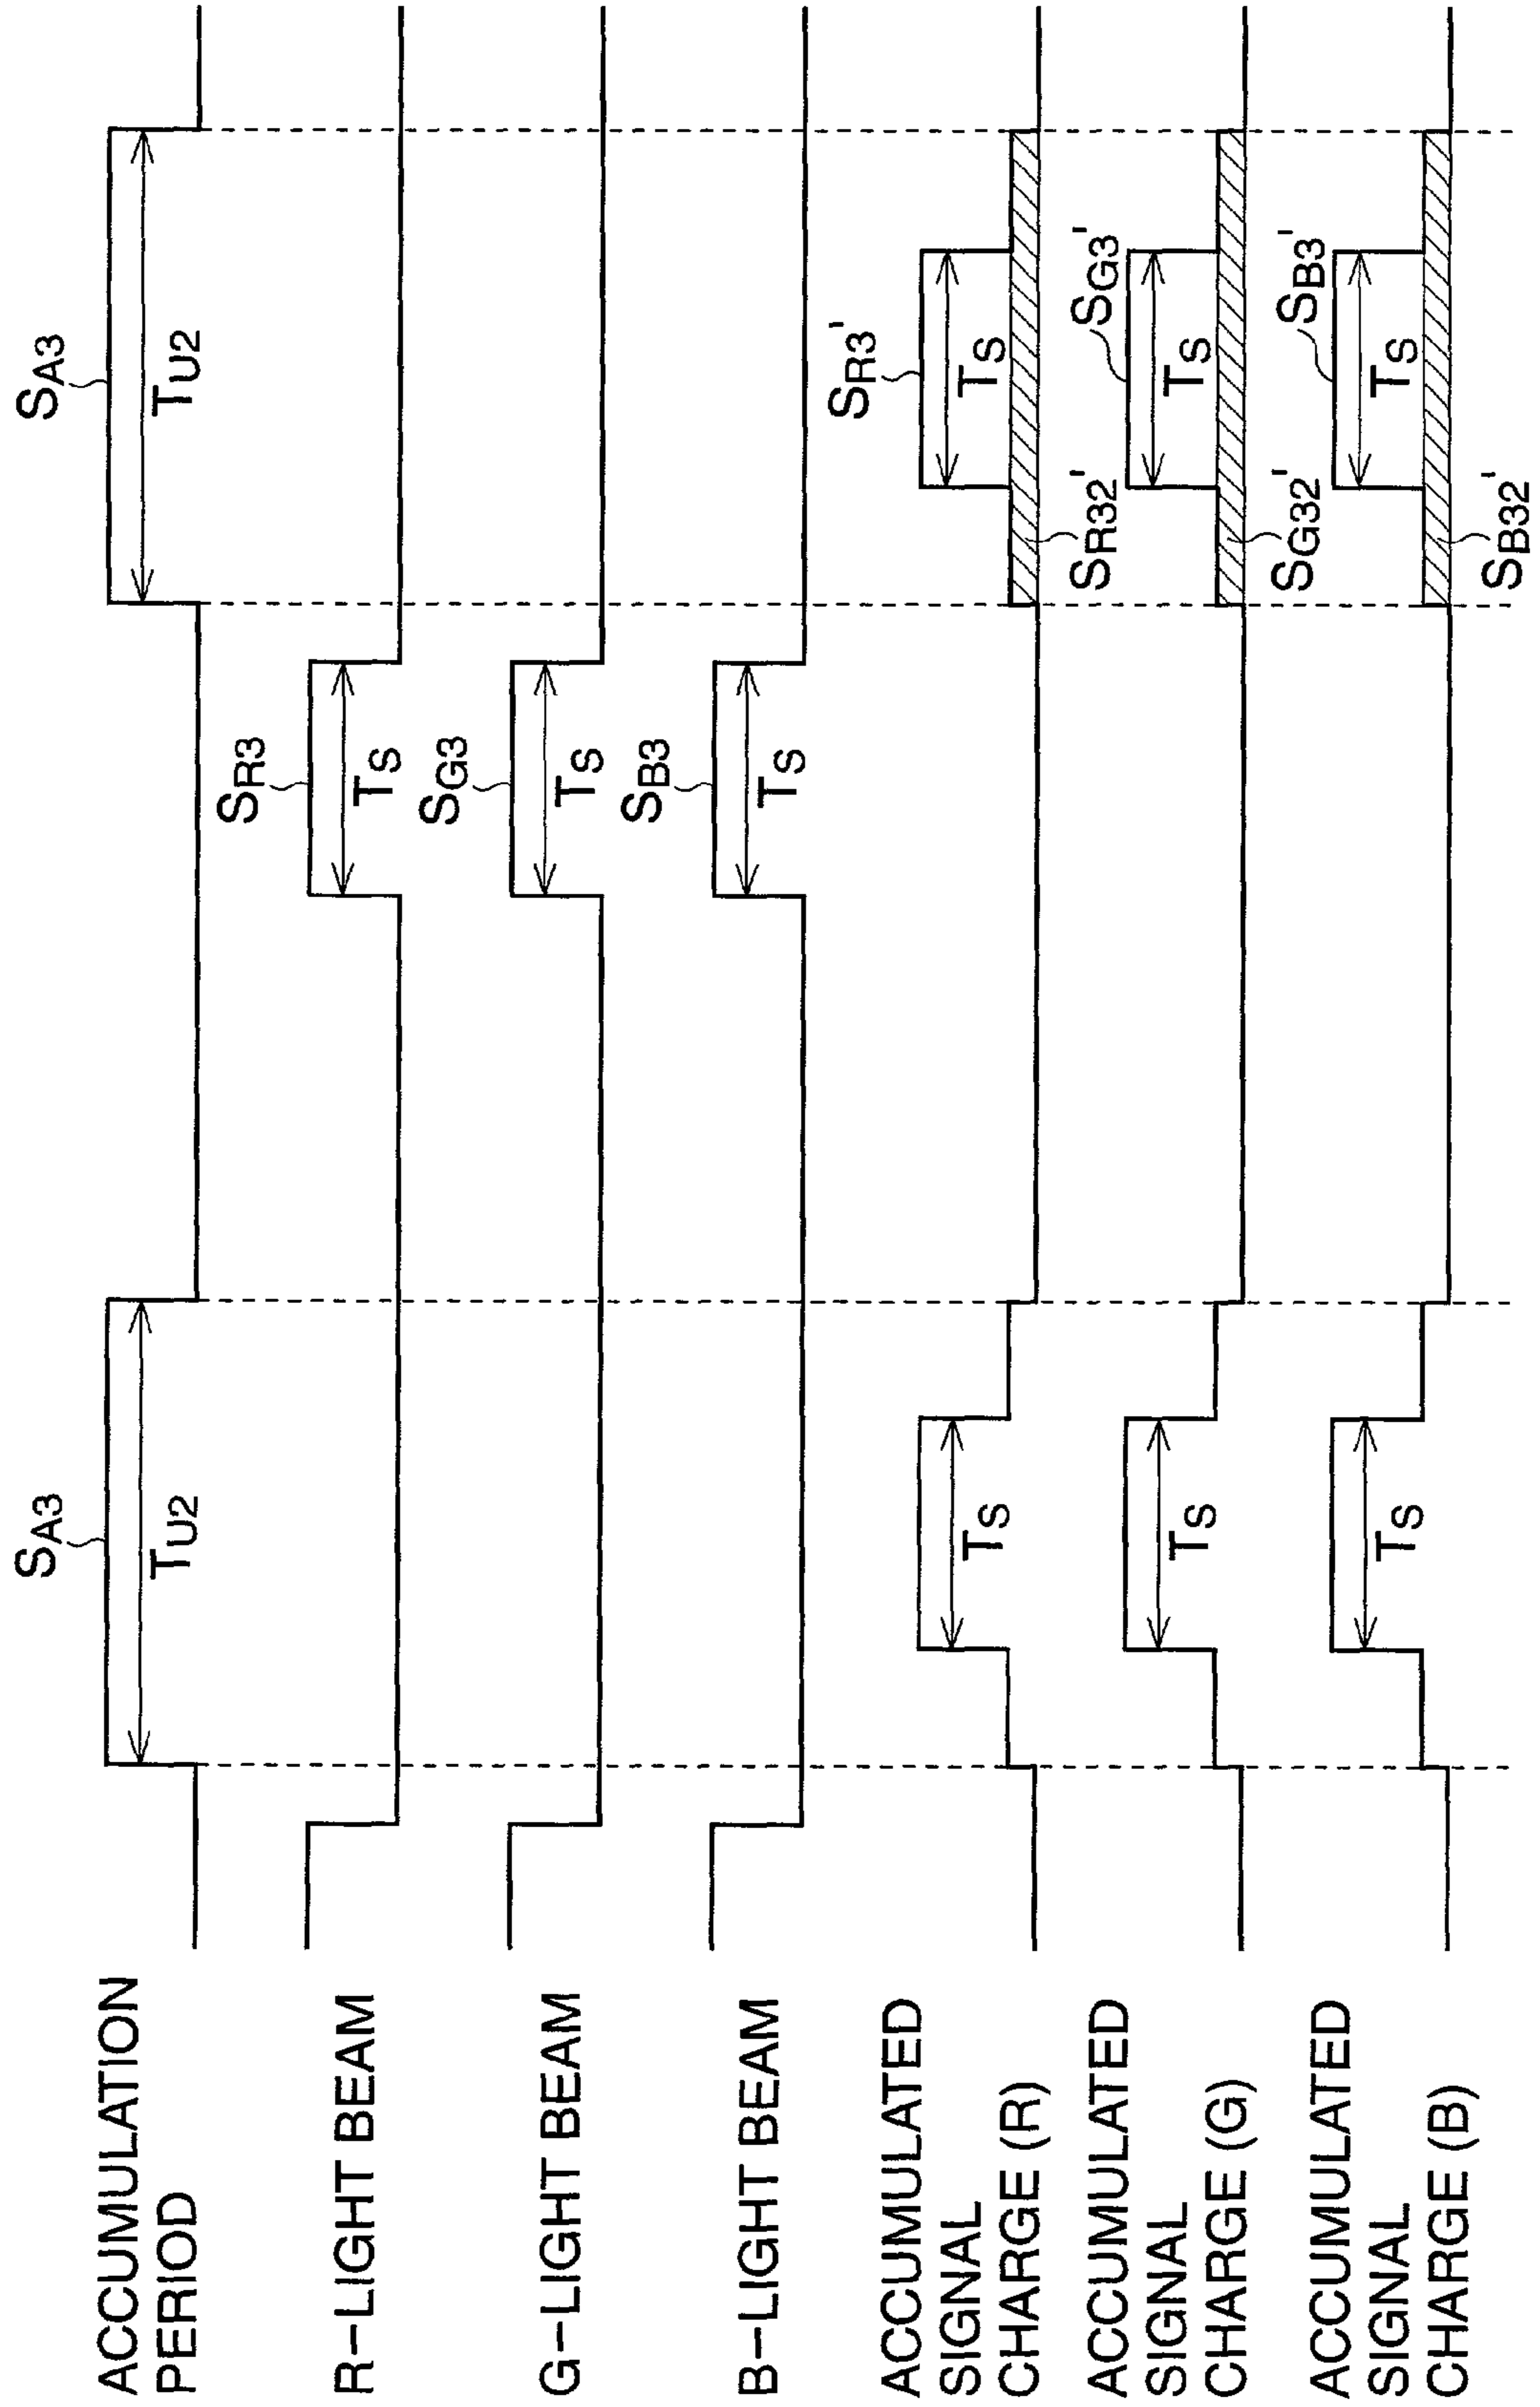 ACCUMULATION
PERIOD
SA3
TU2
SA3
TU2
R-LIGHT BEAM
SR3
TS
G-LIGHT BEAM
SG3
TS
B-LIGHT BEAM
SB3
TS
ACCUMULATED
SIGNAL
CHARGE (R)
TS
SR3'
TS
SR32'
ACCUMULATED
SIGNAL
CHARGE (G)
TS
SG3'
TS
SG32'
ACCUMULATED
SIGNAL
CHARGE (B)
TS
SB3'
TS
SB32'